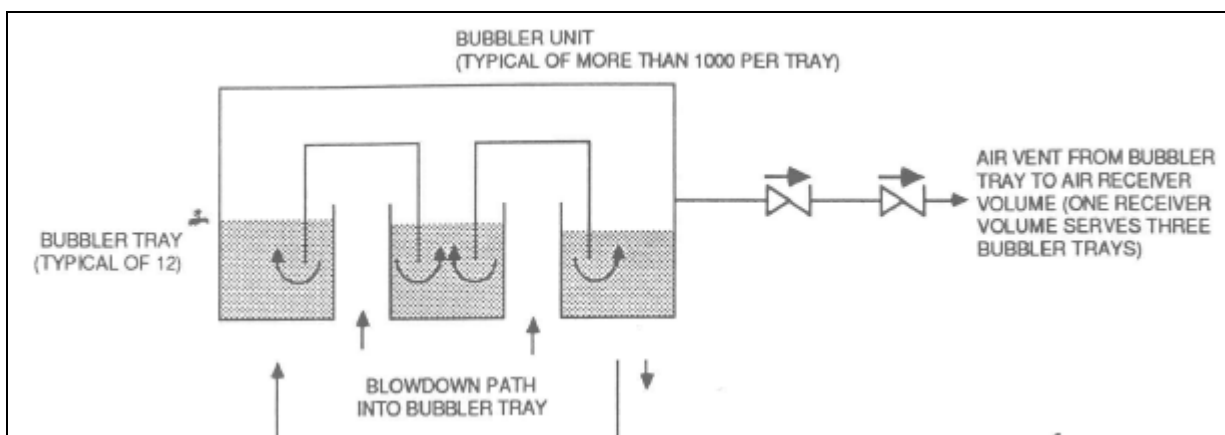 BUBBLER UNIT
(TYPICAL OF MORE THAN 1000 PER TRAY)
AIR VENT FROM BUBBLER
TRAY TO AIR RECEIVER
VOLUME (ONE RECEIVER
VOLUME SERVES THREE
BUBBLER TRAYS)
BUBBLER TRAY
(TYPICAL OF 12)
BLOWDOWN PATH
INTO BUBBLER TRAY